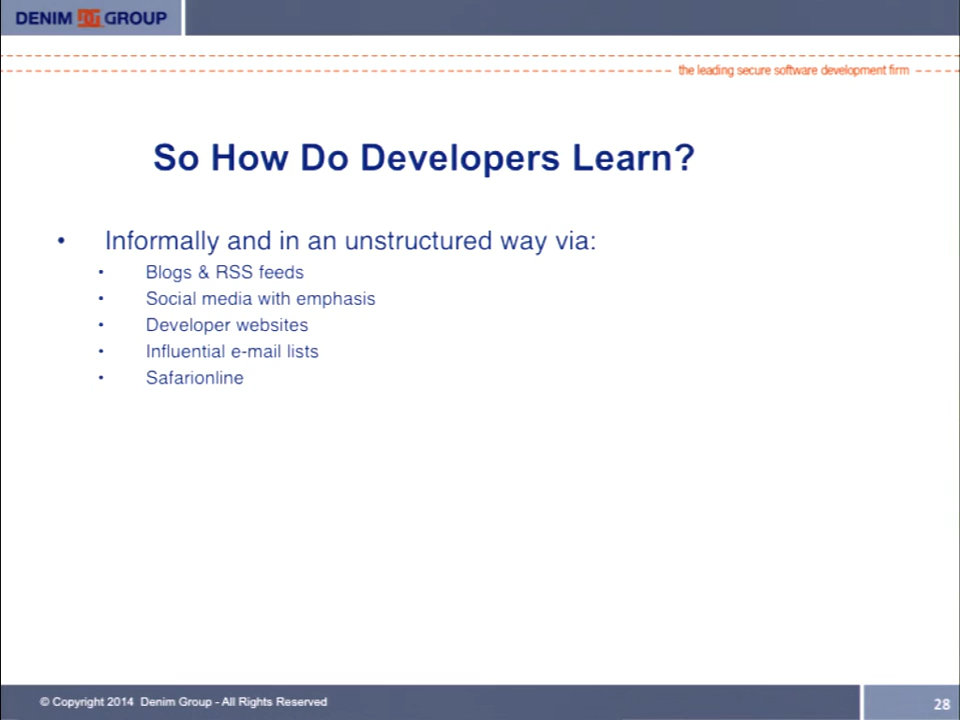 DENIM DG GROUP
the leading secure software development firm
So How Do Developers Learn?
• Informally and in an unstructured way via:
• Blogs & RSS feeds
• Social media with emphasis
• Developer websites
• Influential e-mail lists
• Safarionline
© Copyright 2014 Denim Group - All Rights Reserved
28